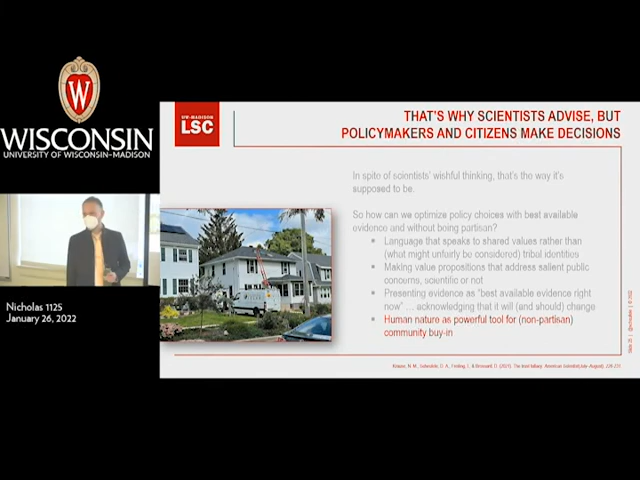 W
WISCONSIN
UNIVERSITY OF WISCONSIN-MADISON
Nicholas 1125
January 26, 2022
UW-MADISON
LSC
THAT'S WHY SCIENTISTS ADVISE, BUT
POLICYMAKERS AND CITIZENS MAKE DECISIONS
In spite of scientists' wishful thinking, that's the way it's
supposed to be.
So how can we optimize policy choices with best available
evidence and without being partisan?
Language that speaks to shared values rather than
(what might unfairly be considered) tribal identities
Making value propositions that address salient public
concerns, scientific or not
Presenting evidence as "best available evidence right
now" ... acknowledging that it will (and should) change
Human nature as powerful tool for (non-partisan)
community buy-in